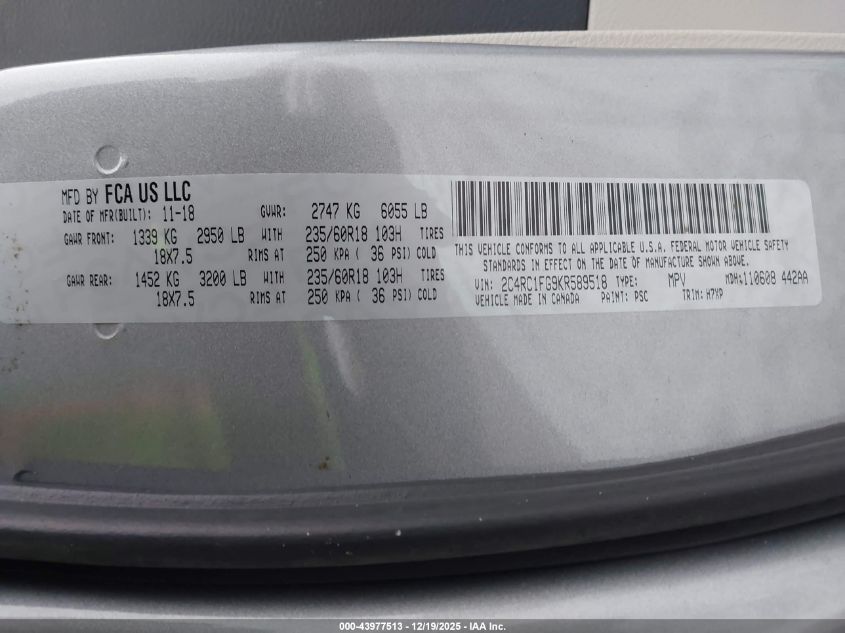 MFD BY FCA US LLC
DATE OF MFR(BUILT): 11-18 GVWR: 2747 KG 6055 LB
GAWR FRONT: 1339 KG 2950 LB WITH 235/60R18 103H TIRES
18X7.5 RIMS AT 250 KPA ( 36 PSI) COLD
GAWR REAR: 1452 KG 3200 LB WITH 235/60R18 103H TIRES
18X7.5 RIMS AT 250 KPA ( 36 PSI) COLD
THIS VEHICLE CONFORMS TO ALL APPLICABLE U.S.A. FEDERAL MOTOR VEHICLE SAFETY
STANDARDS IN EFFECT ON THE DATE OF MANUFACTURE SHOWN ABOVE.
VIN: 2C4RC1FG9KR589518 TYPE: MPV MDH:110608 442AA
VEHICLE MADE IN CANADA PAINT: PSC TRIM: H7XP
000-43977513 - 12/19/2025 - IAA Inc.